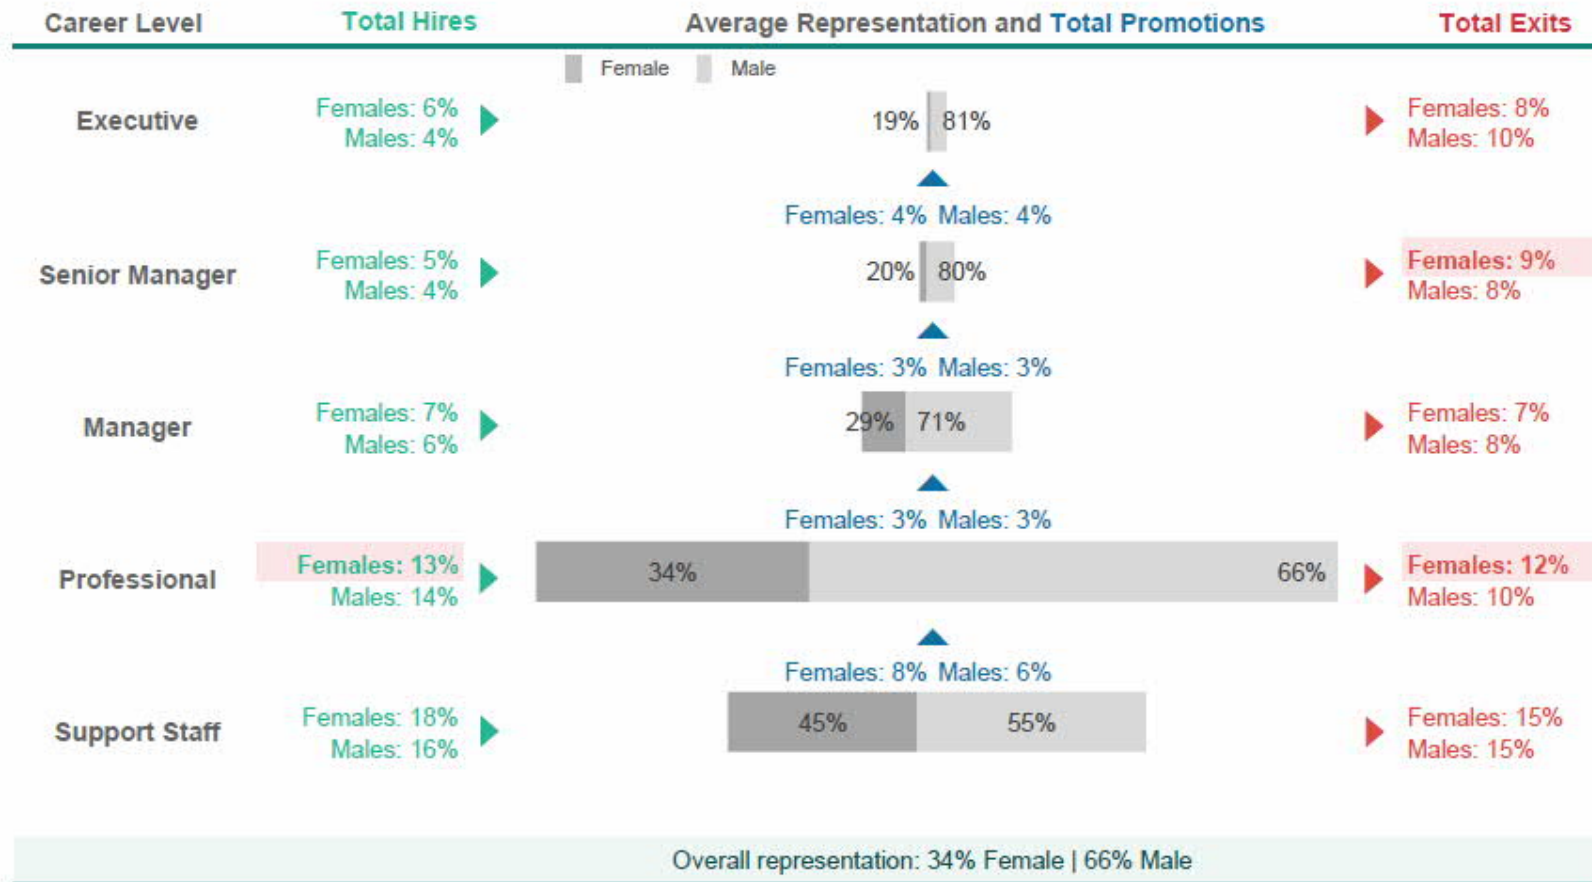 Career Level Total Hires Average Representation and Total Promotions Total Exits
Female Male
Executive
Females: 6%
Males: 4%
19% 81%
Females: 8%
Males: 10%
Females: 4% Males: 4%
Senior Manager
Females: 5%
Males: 4%
20% 80%
Females: 9%
Males: 8%
Females: 3% Males: 3%
Manager
Females: 7%
Males: 6%
29% 71%
Females: 7%
Males: 8%
Females: 3% Males: 3%
Professional
Females: 13%
Males: 14%
34% 66%
Females: 12%
Males: 10%
Females: 8% Males: 6%
Support Staff
Females: 18%
Males: 16%
45% 55%
Females: 15%
Males: 15%
Overall representation: 34% Female | 66% Male